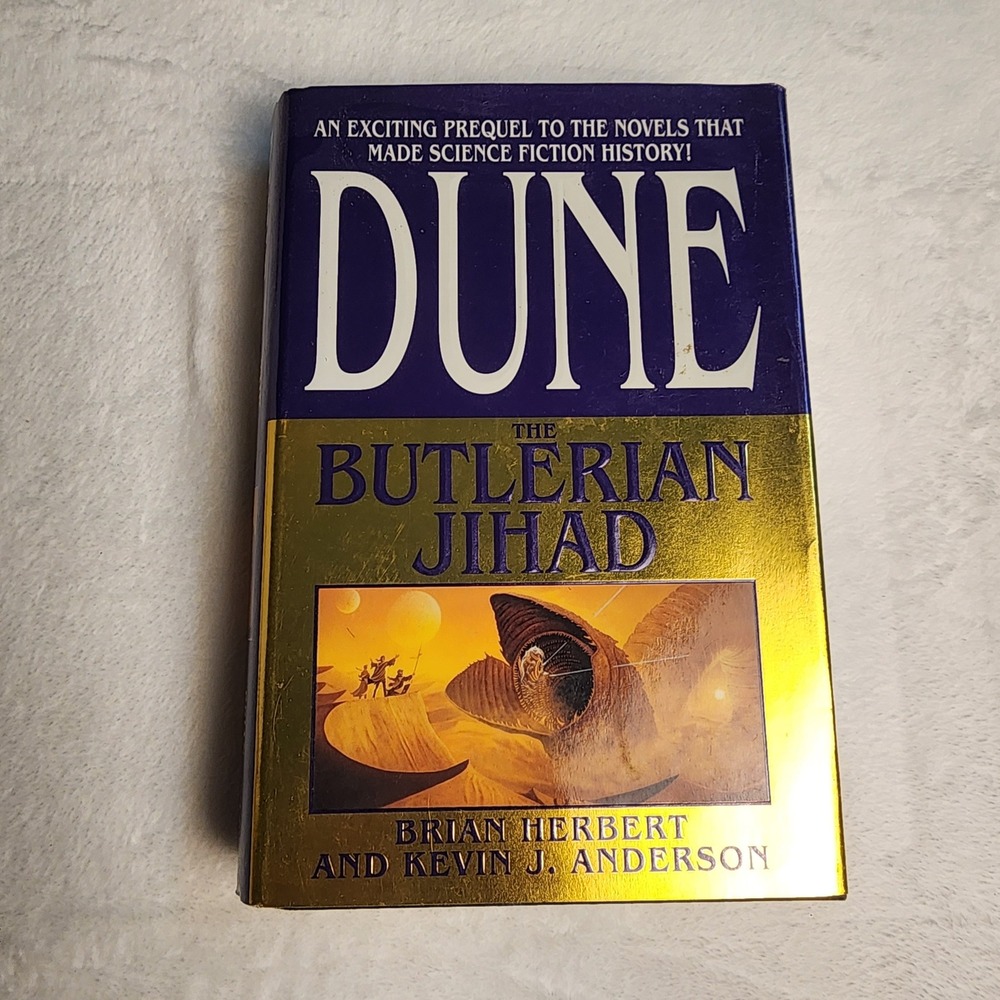 AN EXCITING PREQUEL TO THE NOVELS THAT
MADE SCIENCE FICTION HISTORY!
DUNE
THE
BUTLERIAN
JIHAD
BRIAN HERBERT
AND KEVIN J. ANDERSON